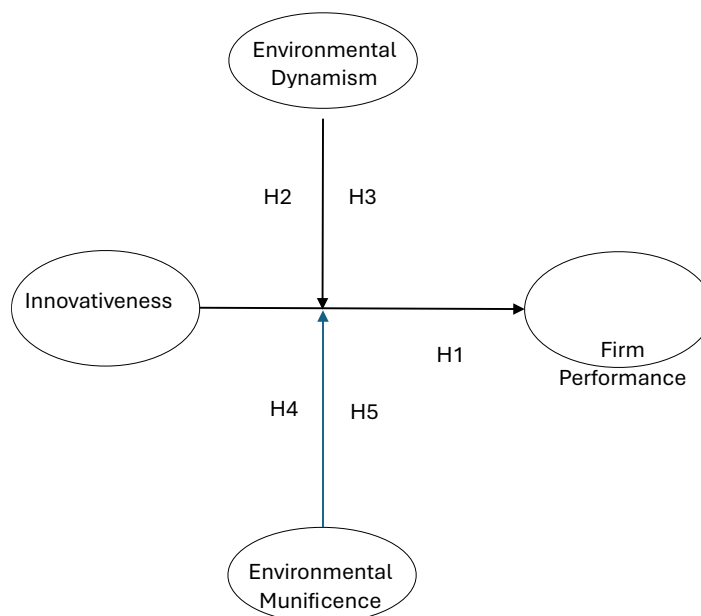 Environmental
Dynamism
H2
H3
Innovativeness
H1
Firm
Performance
H4
H5
Environmental
Munificence